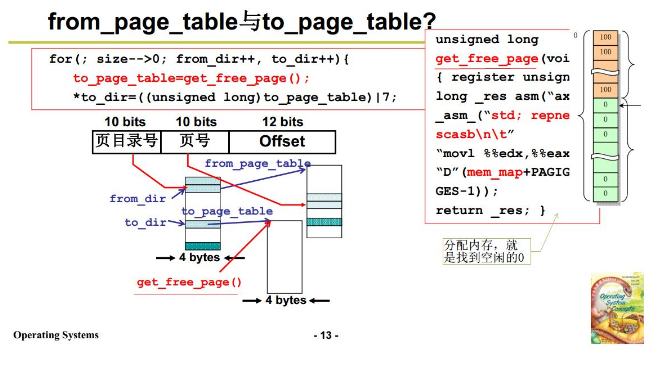 from_page_table与to_page_table?
for(; size-->0; from_dir++, to_dir++){
to_page_table=get_free_page();
*to_dir=((unsigned long)to_page_table)|7;
10 bits 10 bits 12 bits
页目录号 页号 Offset
from_page_table
from_dir
to_page_table
to_dir
4 bytes
get_free_page()
4 bytes
unsigned long
get_free_page(voi
{ register unsign
long _res asm("ax
_asm_("std; repne
scasb\n\t"
"movl %%edx,%%eax
"D"(mem_map+PAGIG
GES-1));
return _res; }
0
100
100
100
0
0
0
0
0
分配内存，就
是找到空闲的0
Operating
System
Concepts
Operating Systems
- 13 -